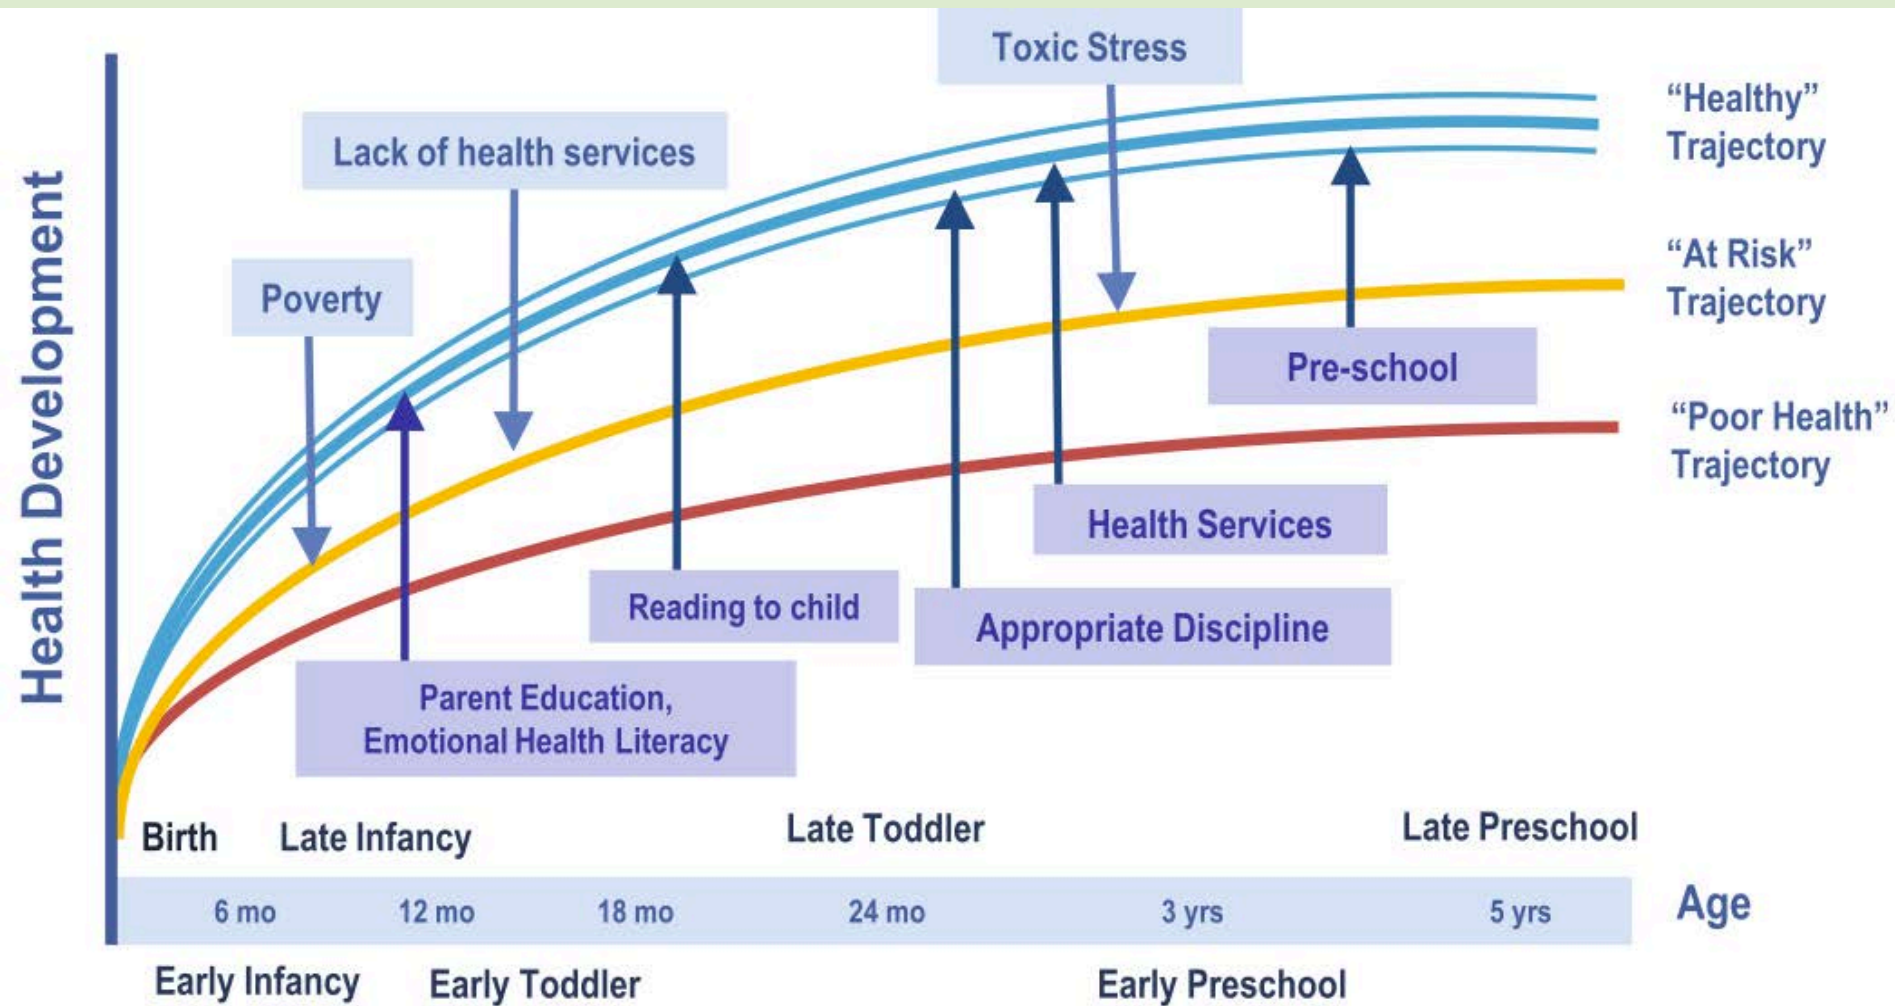 Toxic Stress
“Healthy”
Trajectory
Lack of health services
“At Risk”
Trajectory
Poverty
Pre-school
“Poor Health”
Trajectory
Health Services
Reading to child
Appropriate Discipline
Parent Education,
Emotional Health Literacy
Health Development
Birth
Late Infancy
Late Toddler
Late Preschool
6 mo
12 mo
18 mo
24 mo
3 yrs
5 yrs
Age
Early Infancy
Early Toddler
Early Preschool